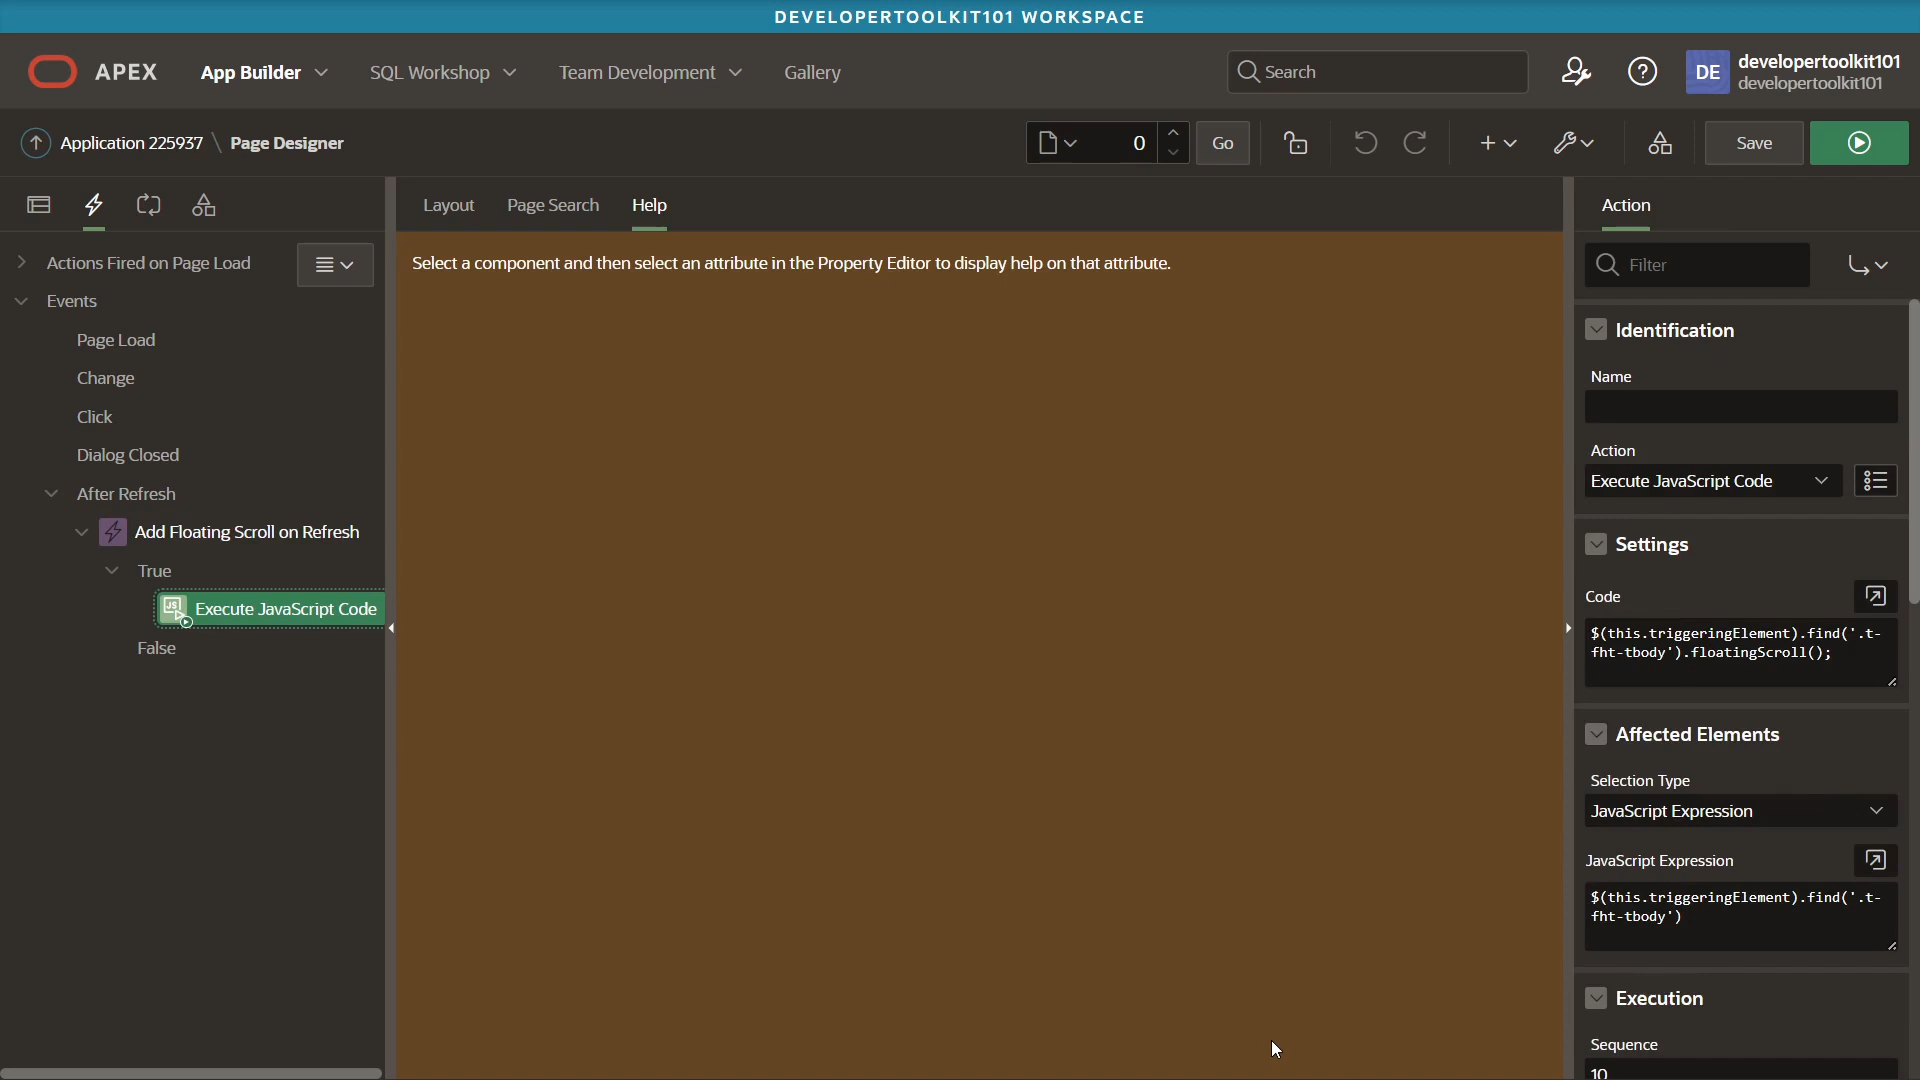 DEVELOPERTOOLKIT101 WORKSPACE
APEX
App Builder
SQL Workshop
Team Development
Gallery
Search
DE
developertoolkit101
developertoolkit101
Application 225937 \ Page Designer
0
Go
Save
Layout
Page Search
Help
Action
Actions Fired on Page Load
Events
Page Load
Change
Click
Dialog Closed
After Refresh
Add Floating Scroll on Refresh
True
JS
Execute JavaScript Code
False
Select a component and then select an attribute in the Property Editor to display help on that attribute.
Filter
Identification
Name
Action
Execute JavaScript Code
Settings
Code
$(this.triggeringElement).find('.t-
fht-tbody').floatingScroll();
Affected Elements
Selection Type
JavaScript Expression
JavaScript Expression
$(this.triggeringElement).find('.t-
fht-tbody')
Execution
Sequence
10